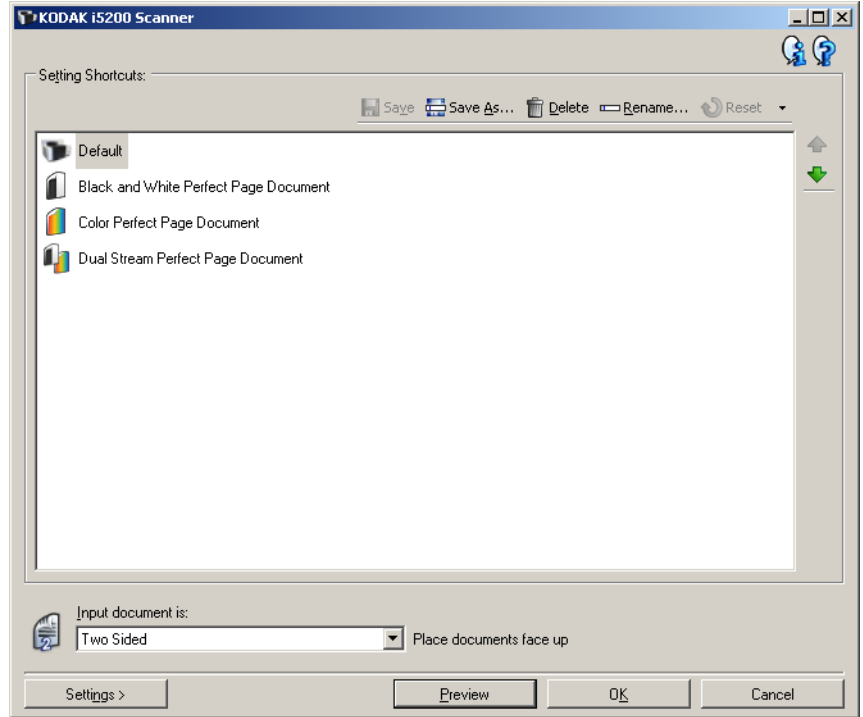 KODAK i5200 Scanner
Setting Shortcuts:
Save Save As... Delete Rename... Reset
Default
Black and White Perfect Page Document
Color Perfect Page Document
Dual Stream Perfect Page Document
Input document is:
2 Two Sided Place documents face up
Settings > Preview OK Cancel